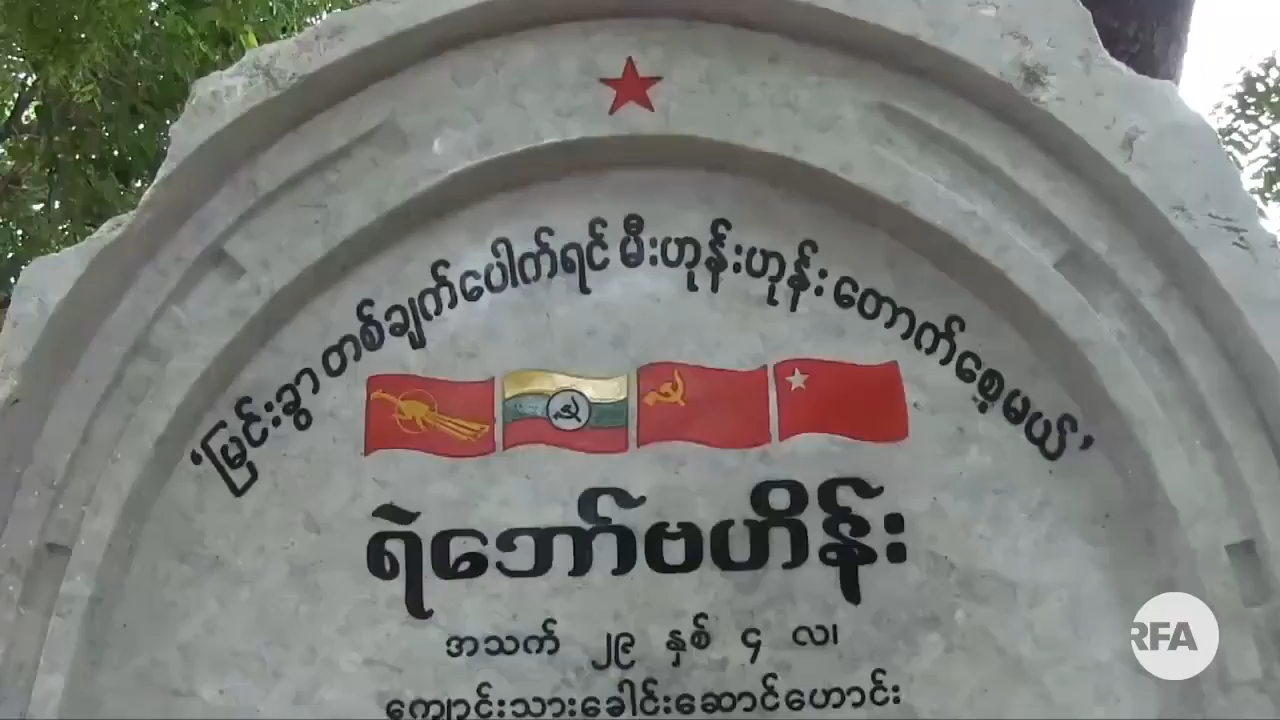 ‘မြင်းခွာ တစ်ချက်ပေါက်ရင် မီးဟုန်းဟုန်း တောက်စေ့မယ်’
ရဲဘော်ဗဟိန်း
အသက် ၂၉ နှစ် ၄ လ၊
ကျောင်းသားခေါင်းဆောင်ဟောင်း
RFA